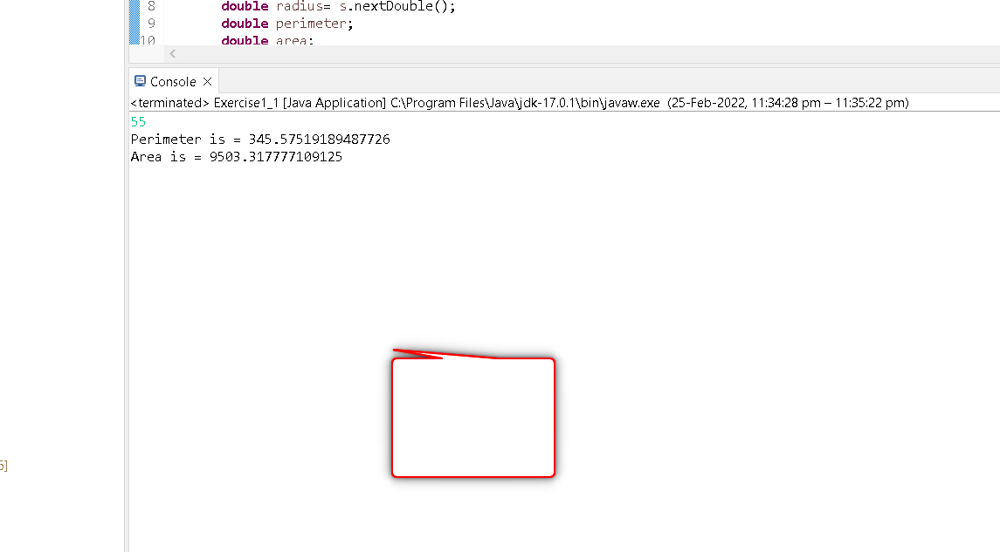 8 double radius= s.nextDouble();
9 double perimeter;
10 double area;
Console
<terminated> Exercise1_1 [Java Application] C:\Program Files\Java\jdk-17.0.1\bin\javaw.exe (25-Feb-2022, 11:34:28 pm – 11:35:22 pm)
55
Perimeter is = 345.57519189487726
Area is = 9503.317777109125